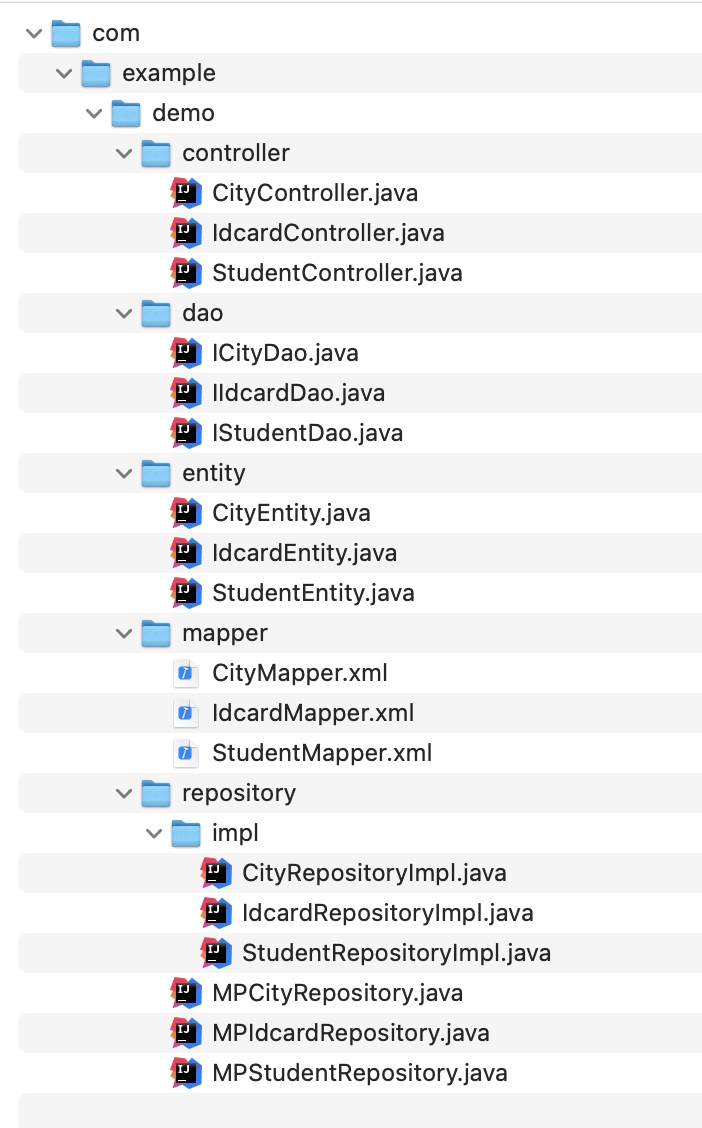 com
example
demo
controller
CityController.java
IdcardController.java
StudentController.java
dao
ICityDao.java
IIdcardDao.java
IStudentDao.java
entity
CityEntity.java
IdcardEntity.java
StudentEntity.java
mapper
CityMapper.xml
IdcardMapper.xml
StudentMapper.xml
repository
impl
CityRepositoryImpl.java
IdcardRepositoryImpl.java
StudentRepositoryImpl.java
MPCityRepository.java
MPIdcardRepository.java
MPStudentRepository.java